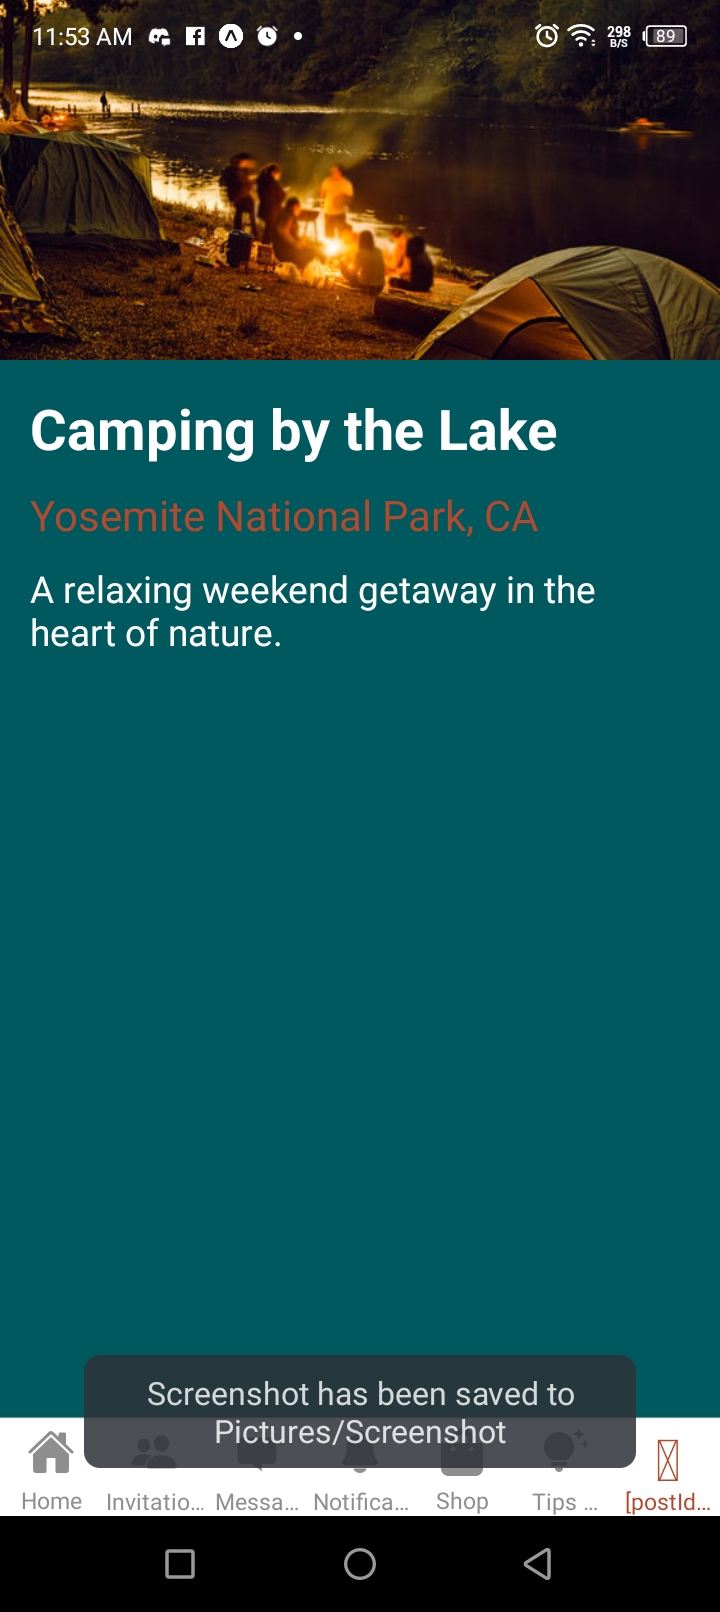 11:53 AM
298
B/S
89
Camping by the Lake
Yosemite National Park, CA
A relaxing weekend getaway in the
heart of nature.
Screenshot has been saved to
Pictures/Screenshot
Home Invitatio... Messa... Notifica... Shop Tips ... [postId...